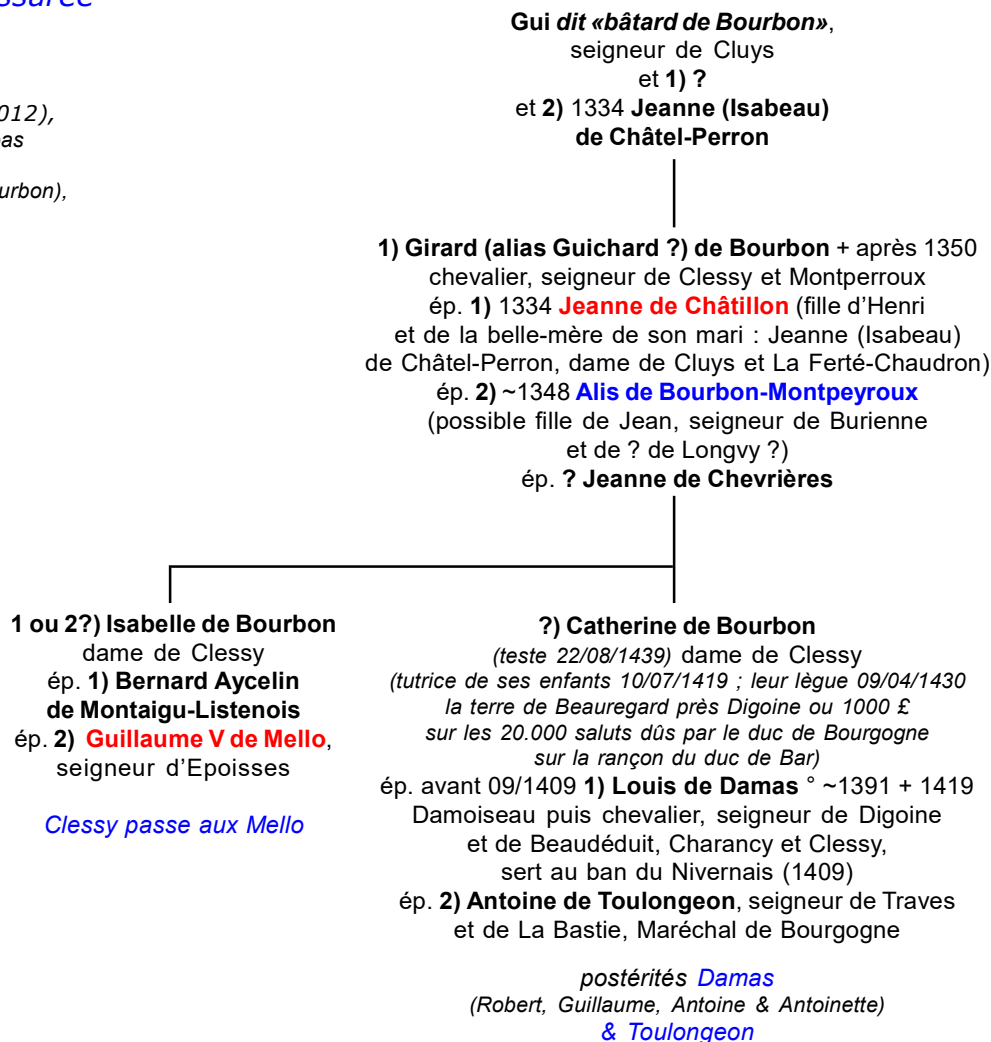 Gui dit «bâtard de Bourbon»,
seigneur de Cluys
et 1) ?
et 2) 1334 Jeanne (Isabeau)
de Châtel-Perron
012),
as
urbon),
1) Girard (alias Guichard ?) de Bourbon + après 1350
chevalier, seigneur de Clessy et Montperroux
ép. 1) 1334 Jeanne de Châtillon (fille d’Henri
et de la belle-mère de son mari : Jeanne (Isabeau)
de Châtel-Perron, dame de Cluys et La Ferté-Chaudron)
ép. 2) ~1348 Alis de Bourbon-Montpeyroux
(possible fille de Jean, seigneur de Burienne
et de ? de Longvy ?)
ép. ? Jeanne de Chevrières
1 ou 2?) Isabelle de Bourbon
dame de Clessy
ép. 1) Bernard Aycelin
de Montaigu-Listenois
ép. 2) Guillaume V de Mello,
seigneur d’Epoisses
Clessy passe aux Mello
?) Catherine de Bourbon
(teste 22/08/1439) dame de Clessy
(tutrice de ses enfants 10/07/1419 ; leur lègue 09/04/1430
la terre de Beauregard près Digoine ou 1000 £
sur les 20.000 saluts dûs par le duc de Bourgogne
sur la rançon du duc de Bar)
ép. avant 09/1409 1) Louis de Damas ° ~1391 + 1419
Damoiseau puis chevalier, seigneur de Digoine
et de Beaudéduit, Charancy et Clessy,
sert au ban du Nivernais (1409)
ép. 2) Antoine de Toulongeon, seigneur de Traves
et de La Bastie, Maréchal de Bourgogne
postérités Damas
(Robert, Guillaume, Antoine & Antoinette)
& Toulongeon